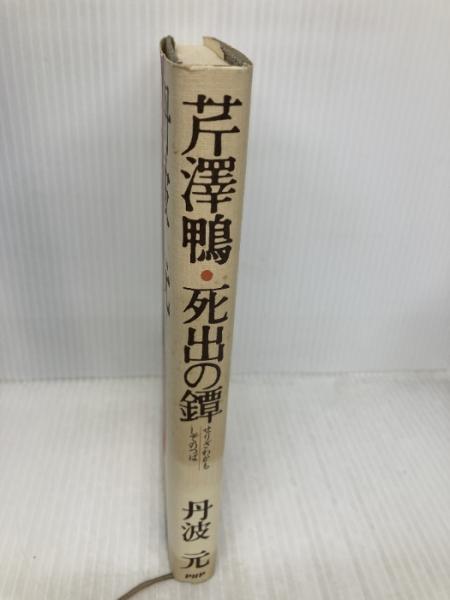 芹澤鴨・死出の鐔
せりざわかも
しでのつば
丹波 元
PHP